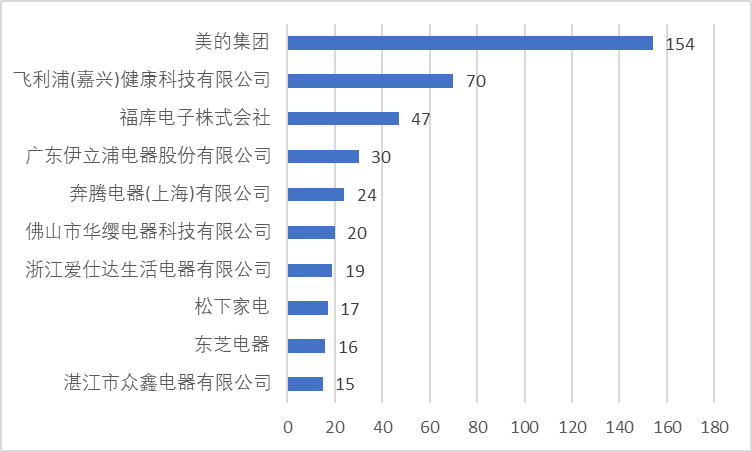 美的集团 154
飞利浦(嘉兴)健康科技有限公司 70
福库电子株式会社 47
广东伊立浦电器股份有限公司 30
奔腾电器(上海)有限公司 24
佛山市华缨电器科技有限公司 20
浙江爱仕达生活电器有限公司 19
松下家电 17
东芝电器 16
湛江市众鑫电器有限公司 15
0 20 40 60 80 100 120 140 160 180